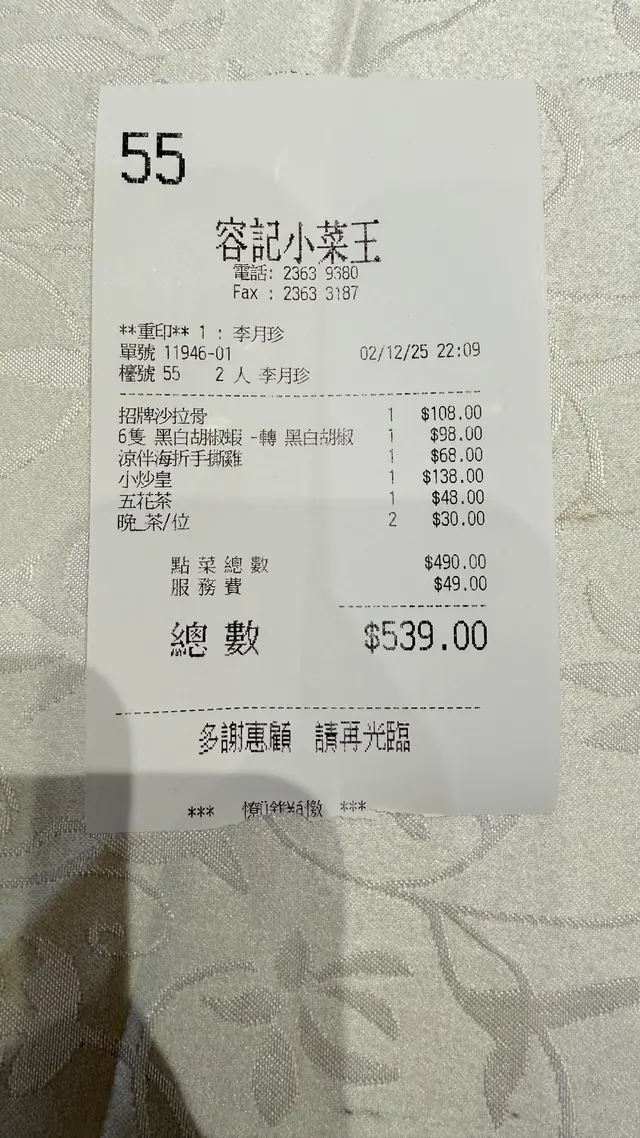 55
容記小菜王
電話: 2363 9380
Fax : 2363 3187
**重印** 1 : 李月珍
單號 11946-01 02/12/25 22:09
檯號 55 2 人 李月珍
招牌沙拉骨 1 $108.00
6隻 黑白胡椒蝦 -轉 黑白胡椒 1 $98.00
涼伴海折手撕雞 1 $68.00
小炒皇 1 $138.00
五花茶 1 $48.00
晚_茶/位 2 $30.00
點菜總數 $490.00
服務費 $49.00
總數 $539.00
多謝惠顧 請再光臨
*** ***